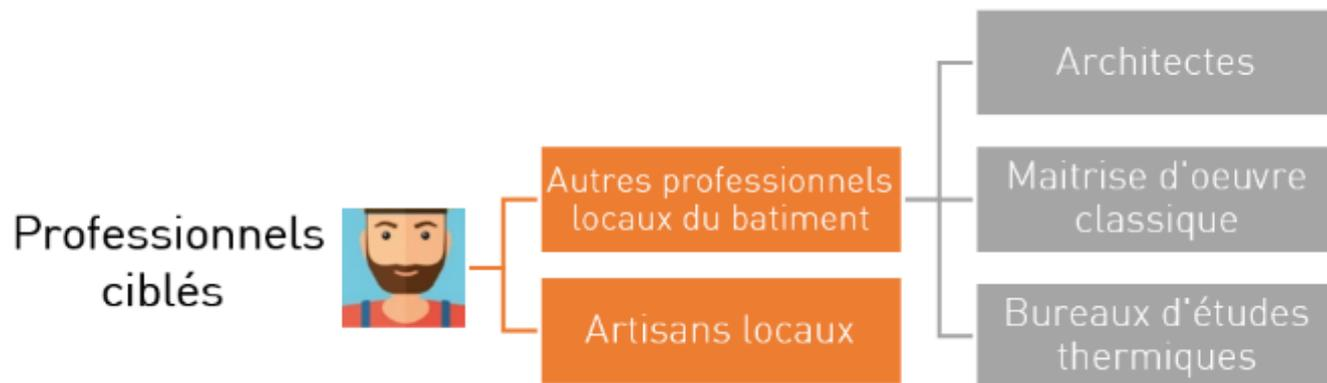 Professionnels
ciblés
Autres professionnels
locaux du batiment
Artisans locaux
Architectes
Maitrise d'oeuvre
classique
Bureaux d'études
thermiques